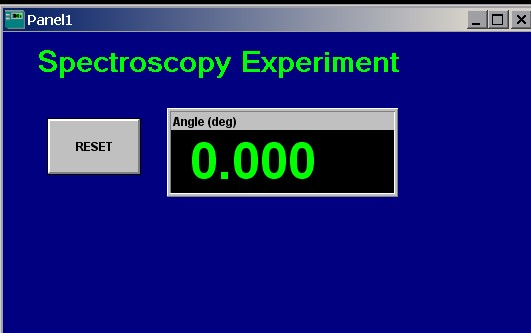 Panel1
Spectroscopy Experiment
RESET
Angle (deg)
0.000